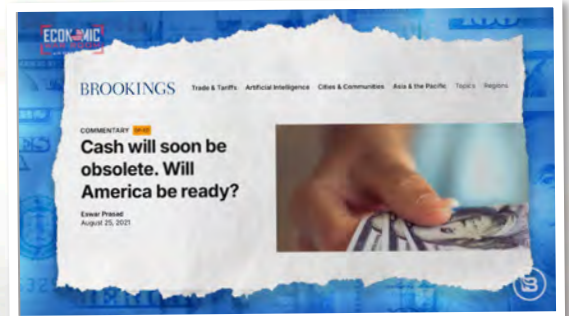 ECONOMIC
BROOKINGS
Trade & Tariffs Artificial Intelligence Cities & Communities Asia & the Pacific Topics Regions
COMMENTARY
Cash will soon be
obsolete. Will
America be ready?
Eswar Prasad
August 25, 2021
B